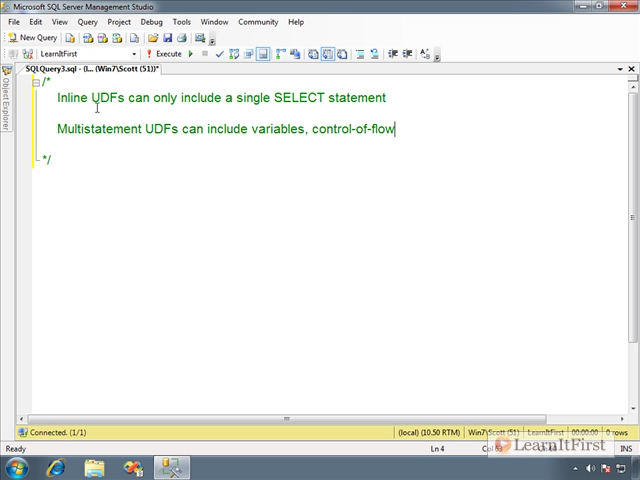 Microsoft SQL Server Management Studio
File Edit View Query Project Debug Tools Window Community Help
New Query
LearnItFirst Execute
SQLQuery3.sql - (l... (Win7\Scott (51))*
Object Explorer
/*
Inline UDFs can only include a single SELECT statement
Multistatement UDFs can include variables, control-of-flow
*/
Connected. (1/1) (local) (10.50 RTM) Win7\Scott (51) LearnItFirst 00:00:00 0 rows
Ready Ln 4 INS
LearnItFirst